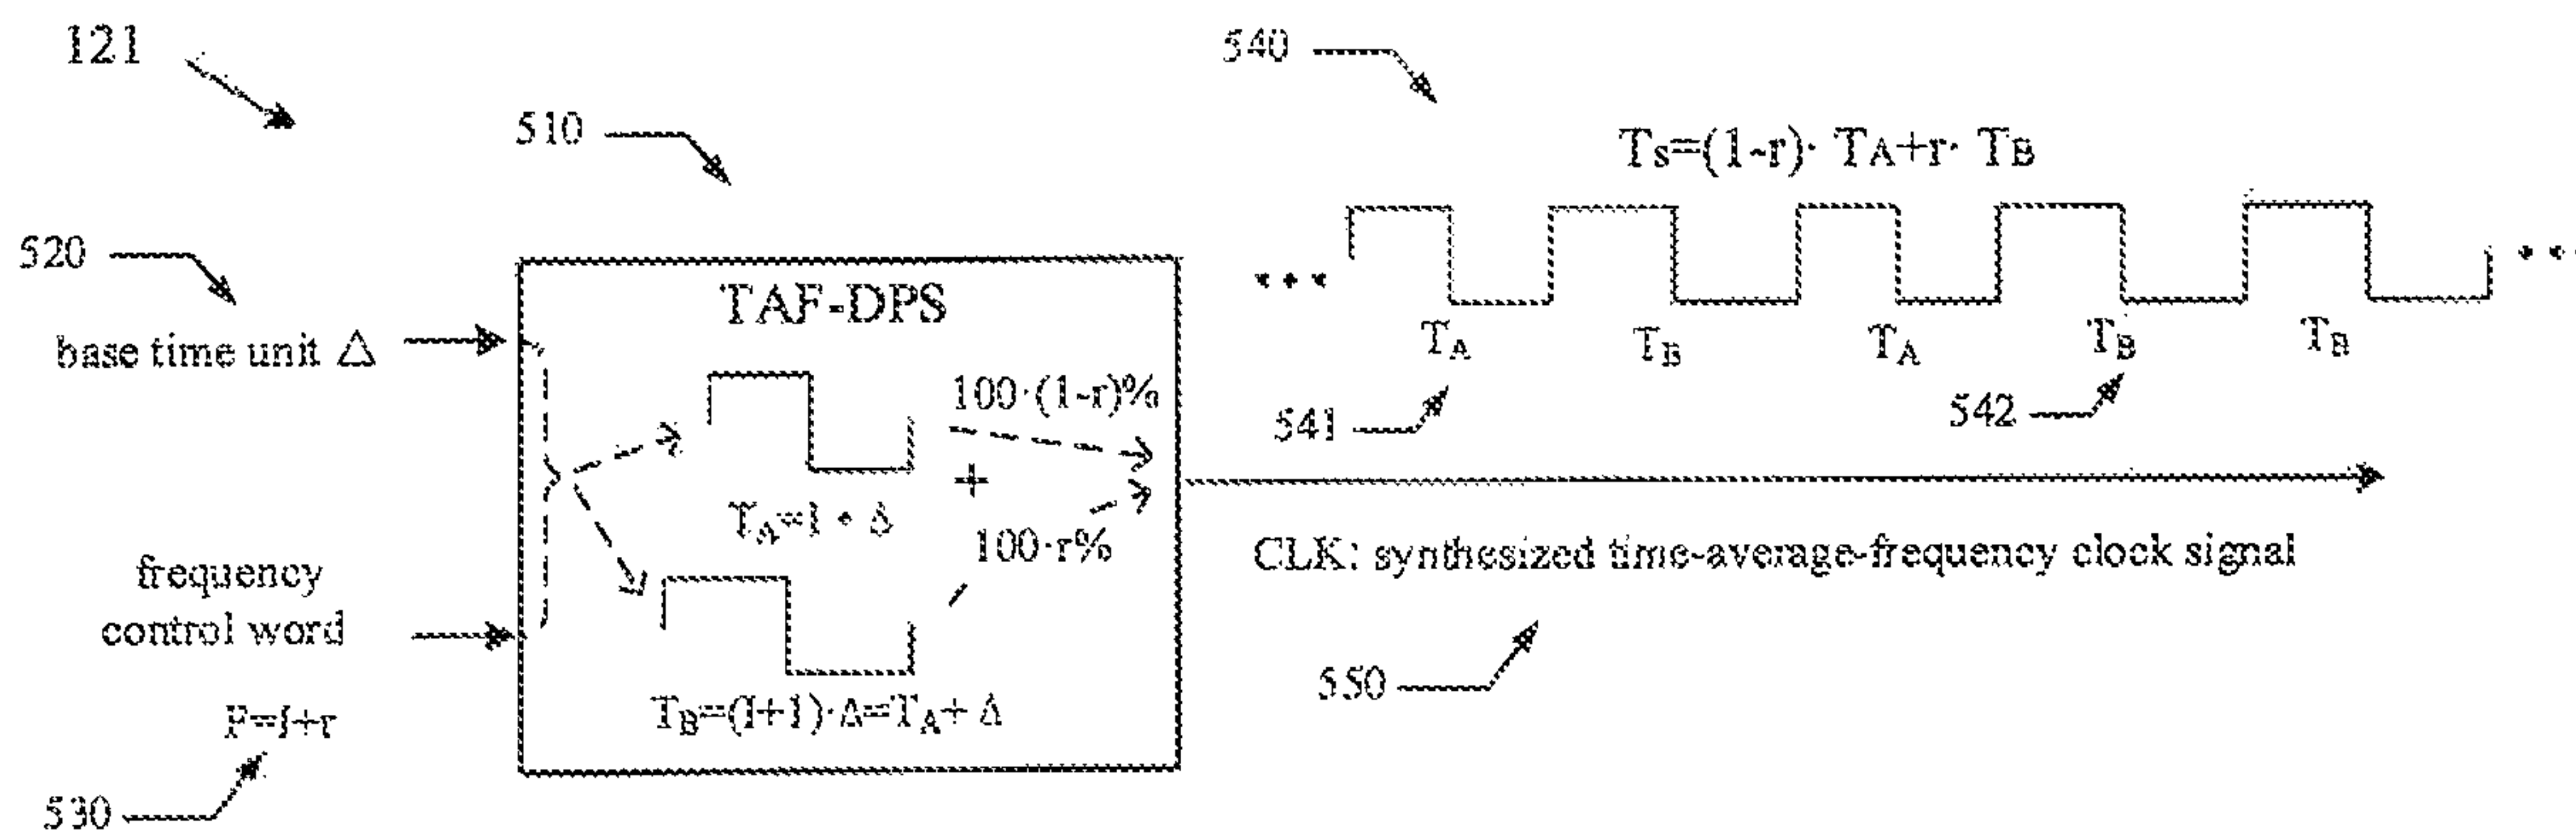 121
540
510
Ts=(1-r)· TA+r· TB
520
TAF-DPS
base time unit △
TA
TB
TA
TB
TB
100·(1-r)%
541
542
+
TA=I • Δ
100·r%
CLK: synthesized time-average-frequency clock signal
frequency
control word
TB=(I+1)·Δ=TA+ Δ
550
F=I+r
530